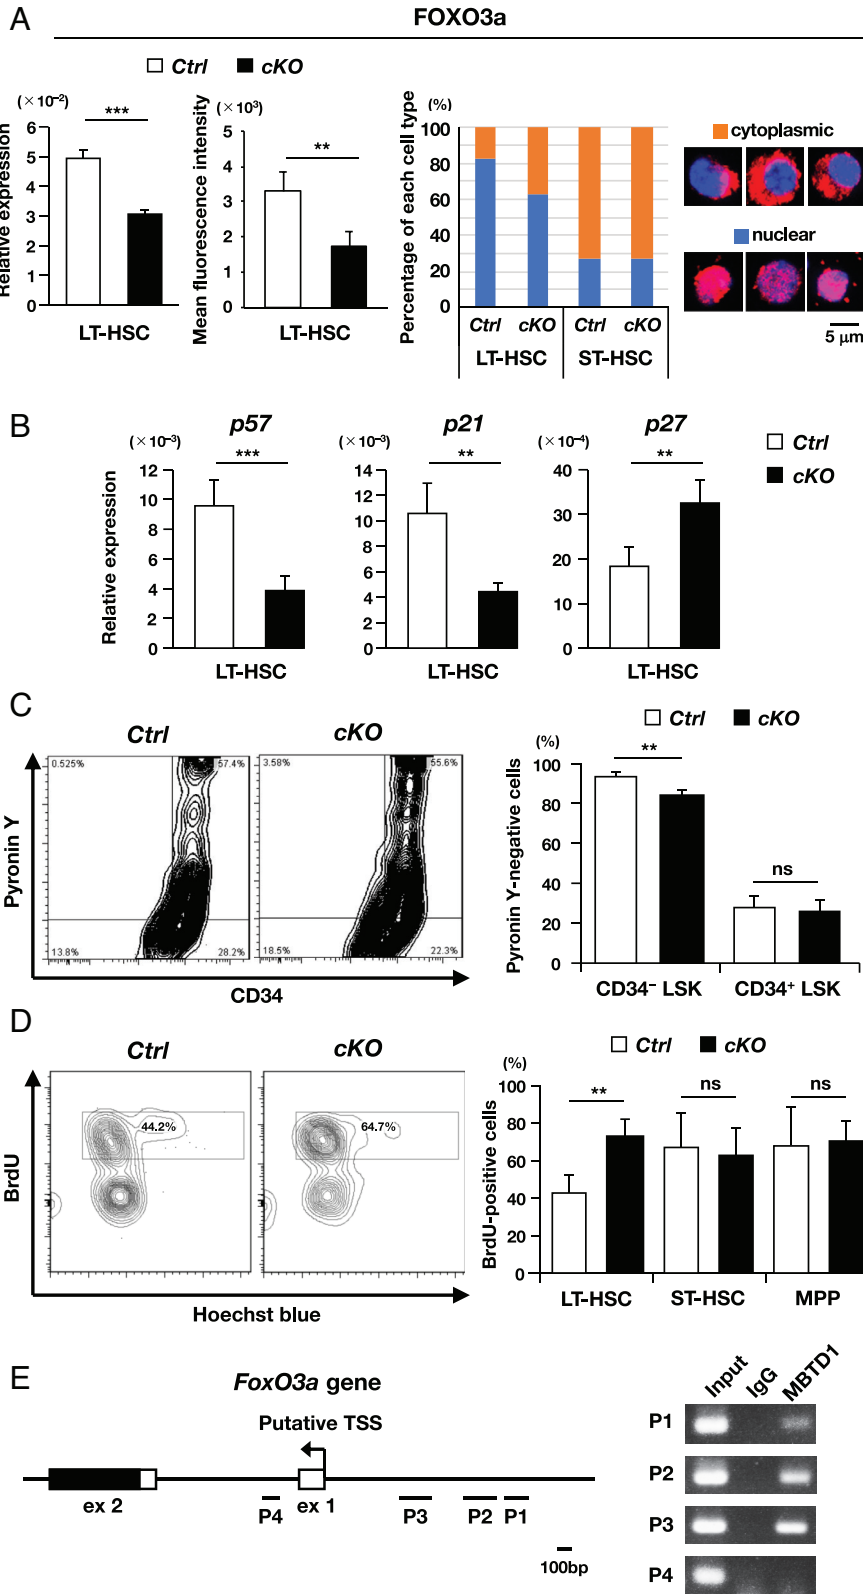 A
FOXO3a
Ctrl cKO
(×10⁻²)
Relative expression
6
5
4
3
2
1
0
***
LT-HSC
(×10³)
Mean fluorescence intensity
5
4
3
2
1
0
**
LT-HSC
(%)
Percentage of each cell type
100
80
60
40
20
0
Ctrl cKO Ctrl cKO
LT-HSC ST-HSC
cytoplasmic
nuclear
5 µm
B
p57
(×10⁻³)
Relative expression
12
10
8
6
4
2
0
***
LT-HSC
p21
(×10⁻³)
14
12
10
8
6
4
2
0
**
LT-HSC
p27
(×10⁻⁴)
40
30
20
10
0
**
LT-HSC
Ctrl
cKO
C
Ctrl cKO
Pyronin Y
0.525% 57.4%
13.8% 28.2%
3.58% 55.6%
18.5% 22.3%
CD34
Ctrl cKO
(%)
Pyronin Y-negative cells
100
80
60
40
20
0
**
ns
CD34⁻ LSK CD34⁺ LSK
D
Ctrl cKO
BrdU
44.2%
64.7%
Hoechst blue
Ctrl cKO
(%)
BrdU-positive cells
100
80
60
40
20
0
** ns ns
LT-HSC ST-HSC MPP
E
FoxO3a gene
Putative TSS
ex 2 P4 ex 1 P3 P2 P1
100bp
Input IgG MBTD1
P1
P2
P3
P4